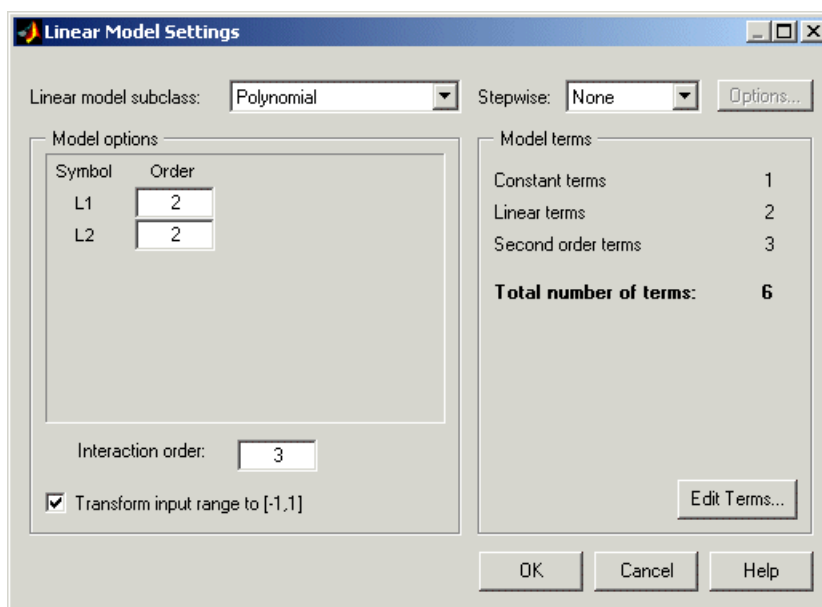 Linear Model Settings
Linear model subclass: Polynomial Stepwise: None Options...
Model options
Symbol Order
L1 2
L2 2
Interaction order: 3
Transform input range to [-1,1]
Model terms
Constant terms 1
Linear terms 2
Second order terms 3
Total number of terms: 6
Edit Terms...
OK Cancel Help